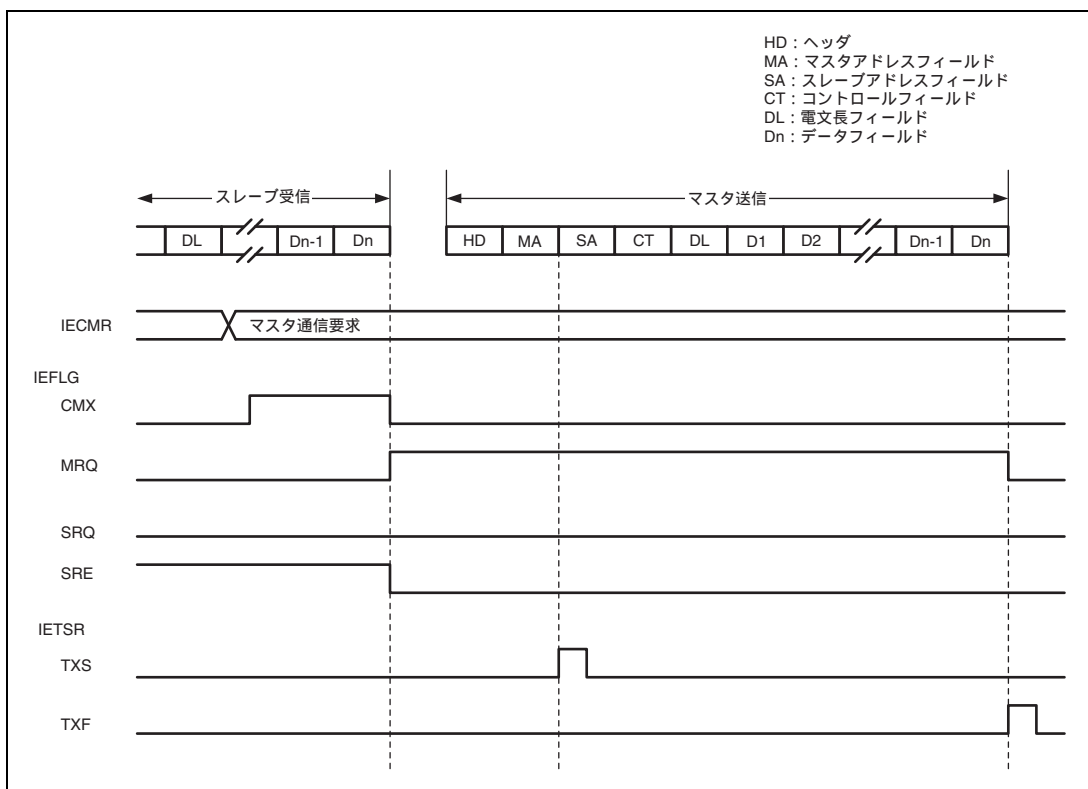 HD：ヘッダ
MA：マスタアドレスフィールド
SA：スレーブアドレスフィールド
CT：コントロールフィールド
DL：電文長フィールド
Dn：データフィールド
スレーブ受信 マスタ送信
DL Dn-1 Dn HD MA SA CT DL D1 D2 Dn-1 Dn
IECMR マスタ通信要求
IEFLG
CMX
MRQ
SRQ
SRE
IETSR
TXS
TXF